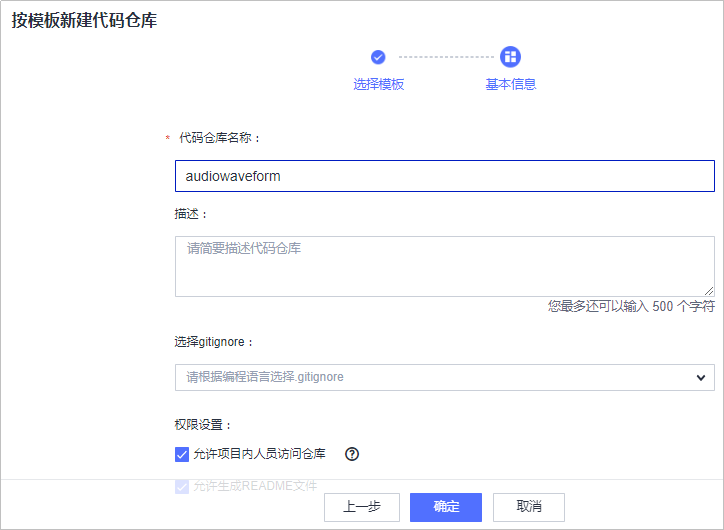 按模板新建代码仓库
选择模板
基本信息
* 代码仓库名称：
audiowaveform
描述：
请简要描述代码仓库
您最多还可以输入 500 个字符
选择gitignore：
请根据编程语言选择.gitignore
权限设置：
允许项目内人员访问仓库
允许生成README文件
上一步
确定
取消